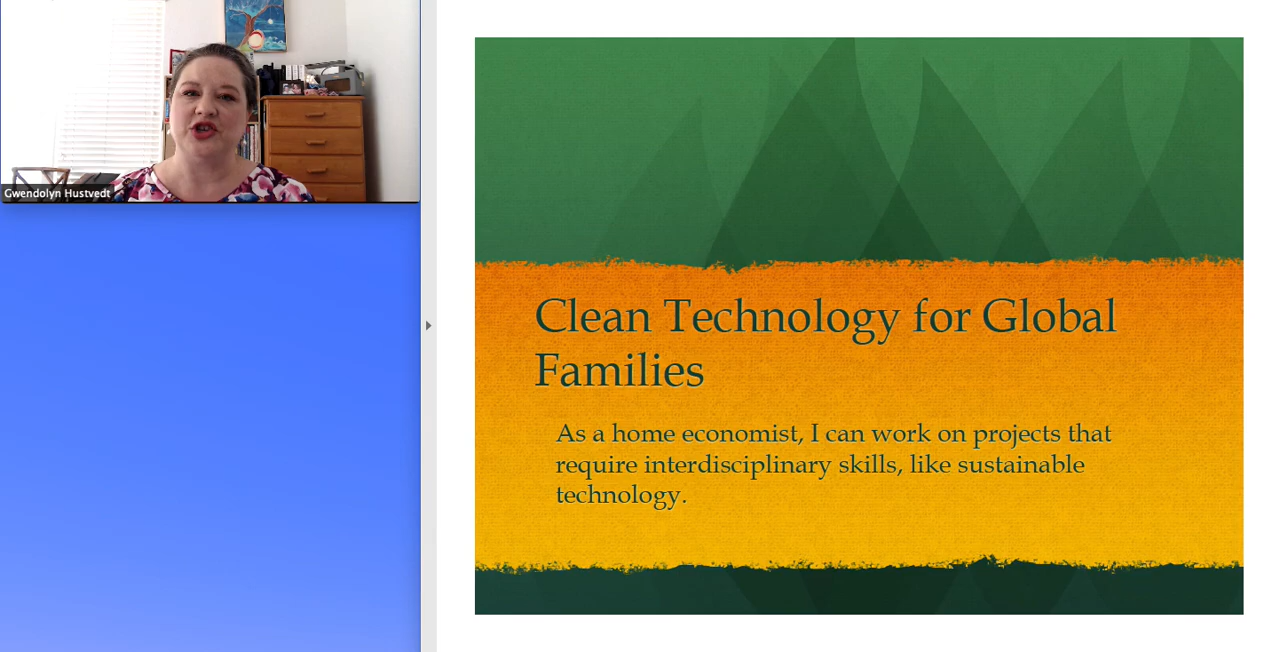 Gwendolyn Hustvedt
Clean Technology for Global
Families
As a home economist, I can work on projects that
require interdisciplinary skills, like sustainable
technology.